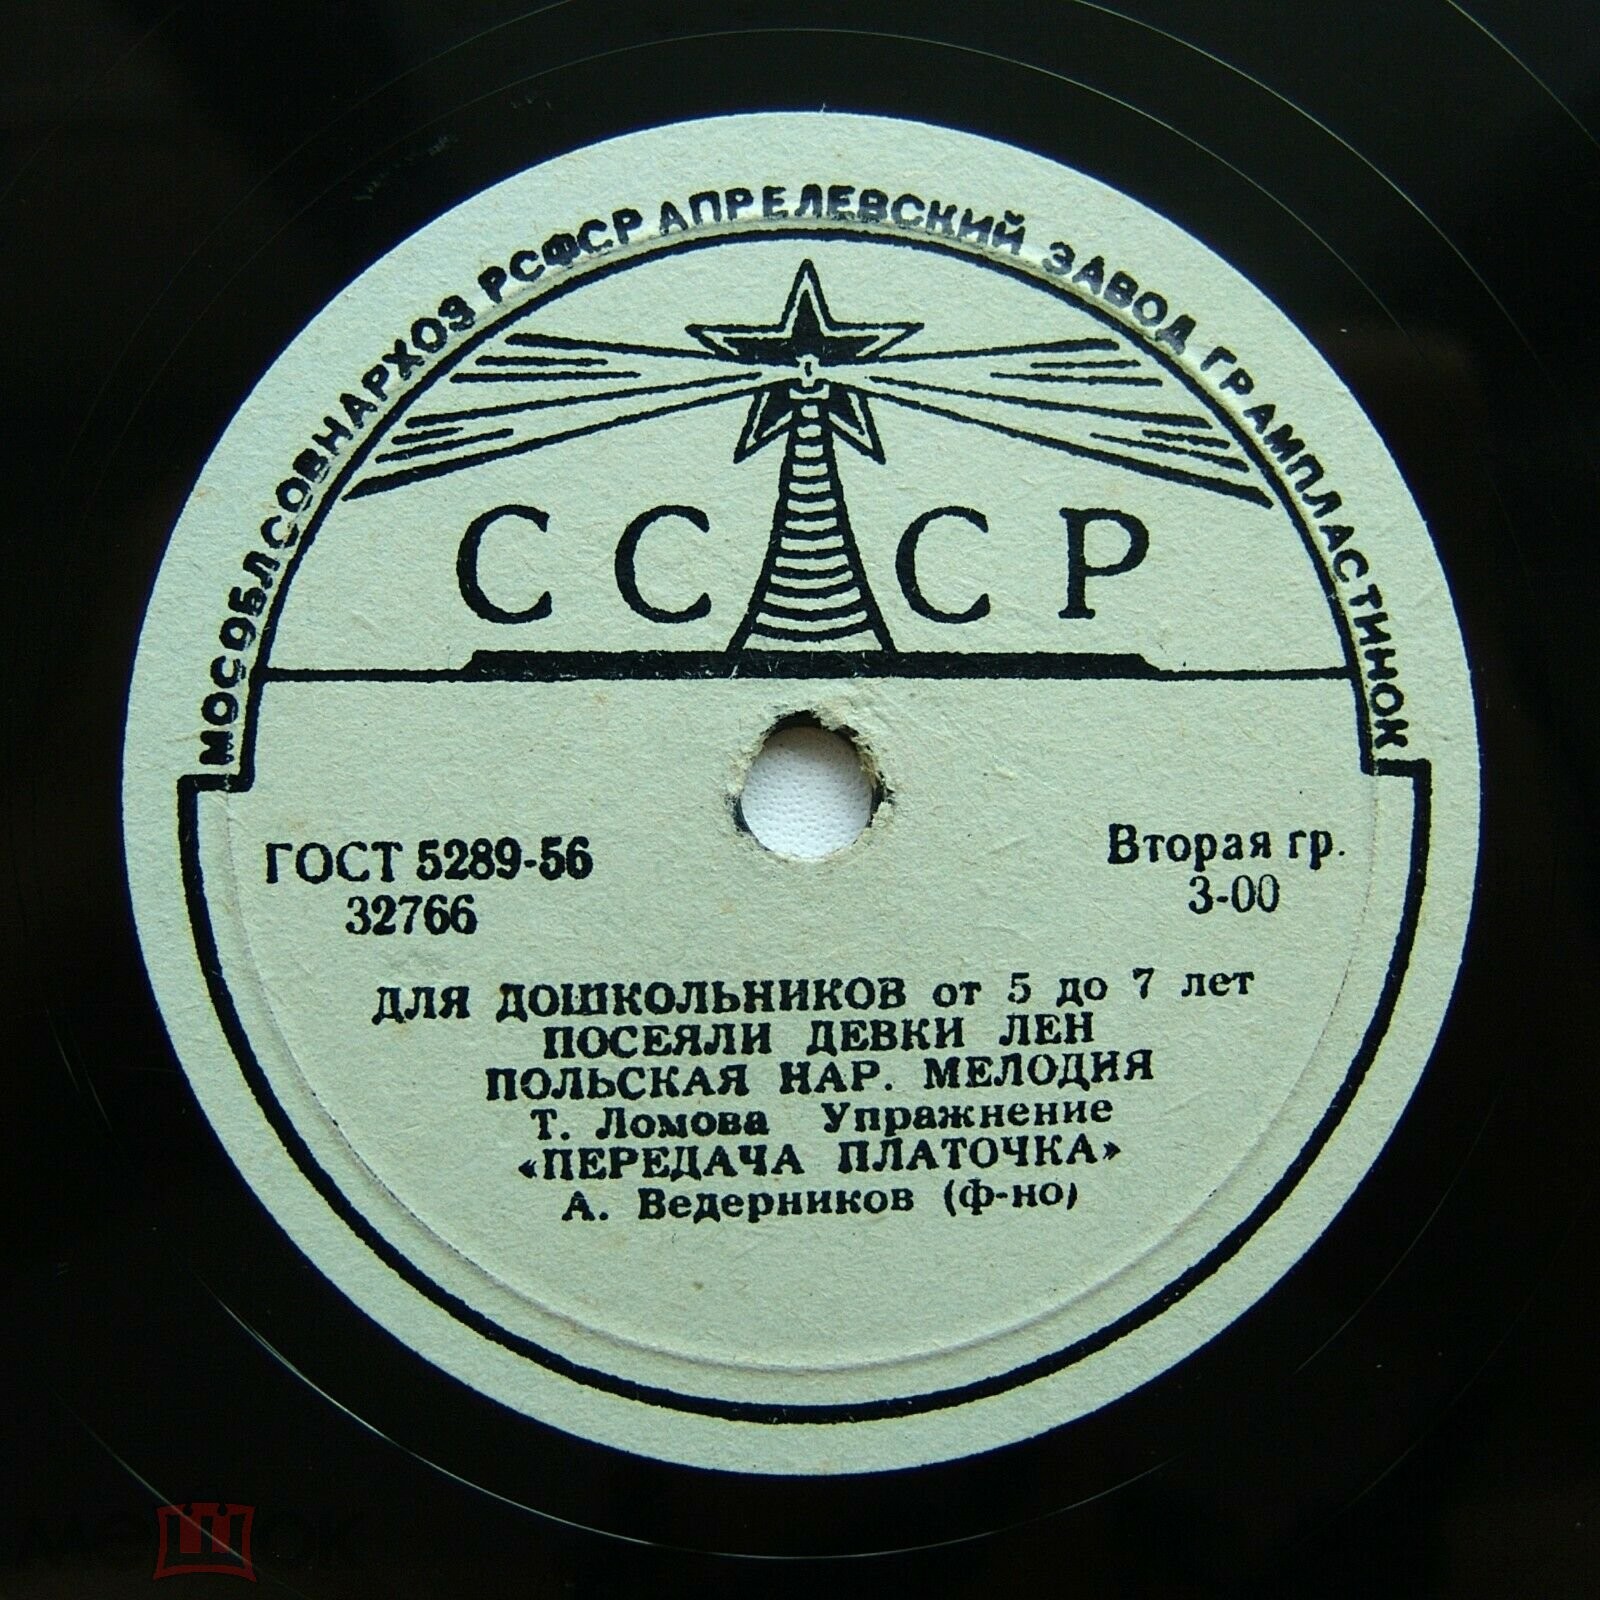 МОСОБЛСОВНАРХОЗ РСФСР АПРЕЛЕВСКИЙ ЗАВОД ГРАМПЛАСТИНОК
СССР
ГОСТ 5289-56
32766
Вторая гр.
3-00
ДЛЯ ДОШКОЛЬНИКОВ от 5 до 7 лет
ПОСЕЯЛИ ДЕВКИ ЛЕН
ПОЛЬСКАЯ НАР. МЕЛОДИЯ
Т. Ломова Упражнение
«ПЕРЕДАЧА ПЛАТОЧКА»
А. Ведерников (ф-но)
мешок